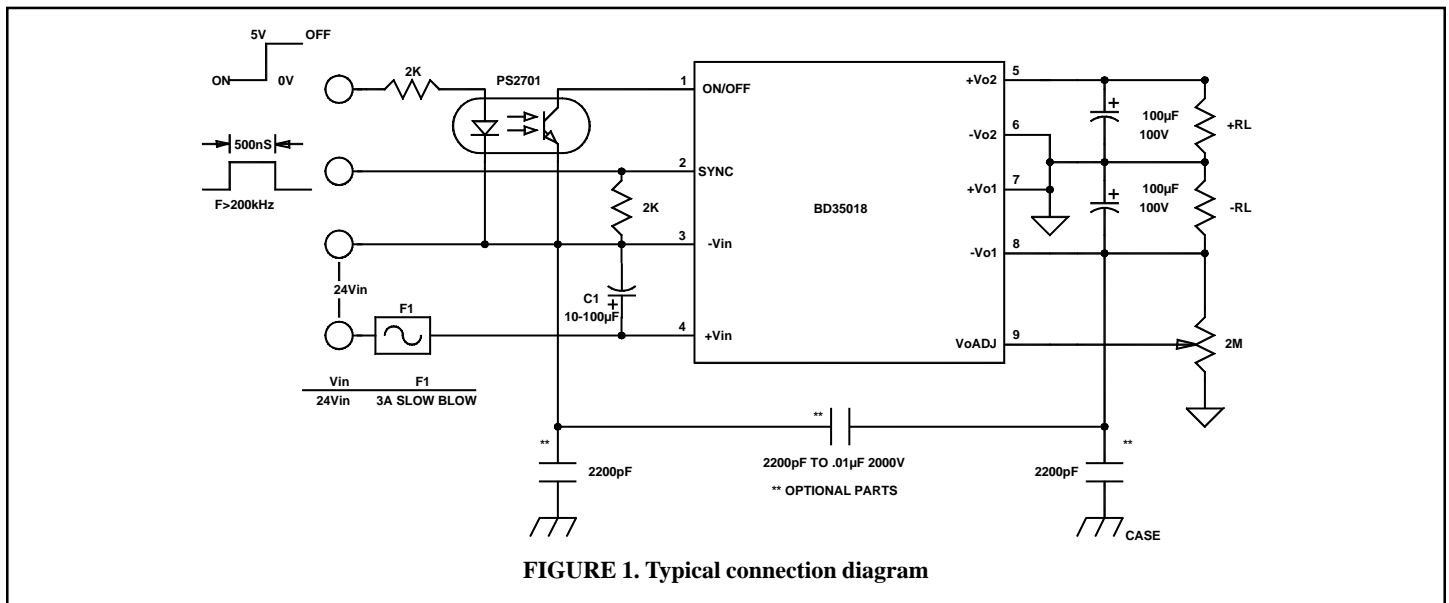 5V
OFF
ON
0V
2K
PS2701
1
ON/OFF
+Vo2
5
100µF
100V
+RL
-Vo2
6
500nS
F>200kHz
2
SYNC
2K
BD35018
+Vo1
7
100µF
100V
-RL
3
-Vin
-Vo1
8
24Vin
C1
10-100µF
F1
4
+Vin
VoADJ
9
2M
Vin F1
24Vin 3A SLOW BLOW
**
2200pF
**
2200pF TO .01µF 2000V
** OPTIONAL PARTS
**
2200pF
CASE
+
+
+
FIGURE 1. Typical connection diagram